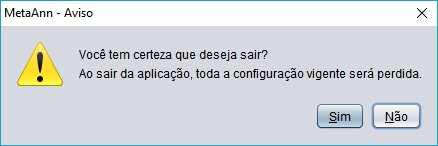 MetaAnn - Aviso
Você tem certeza que deseja sair?
Ao sair da aplicação, toda a configuração vigente será perdida.
Sim Não